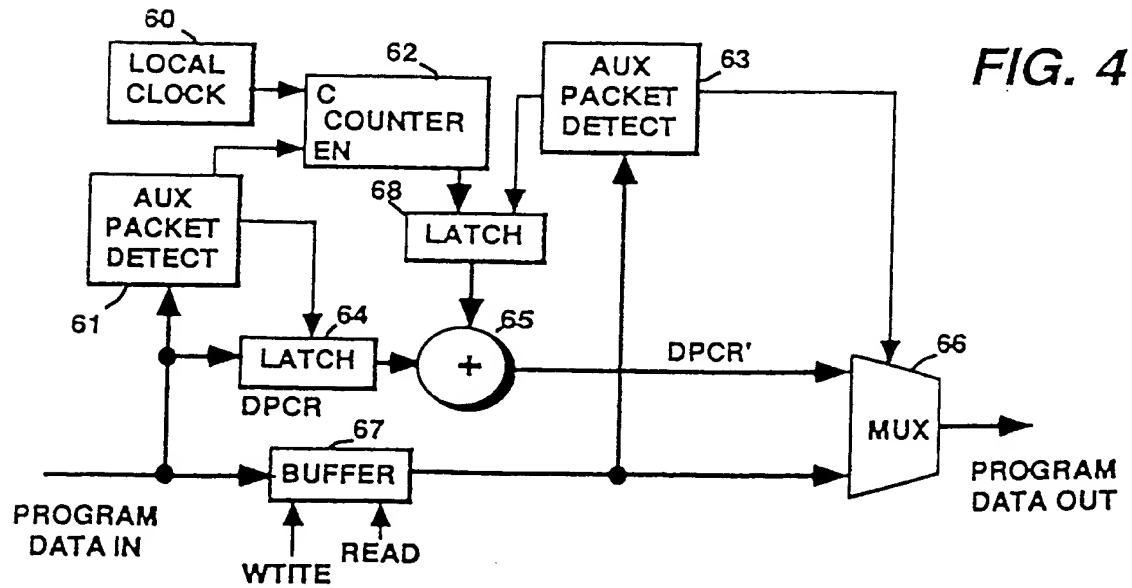 FIG. 4
60
LOCAL
CLOCK
62
C
COUNTER
EN
AUX
PACKET
DETECT
63
AUX
PACKET
DETECT
61
68
LATCH
64
LATCH
DPCR
65
+
DPCR'
66
MUX
67
BUFFER
PROGRAM
DATA IN
WTITE
READ
PROGRAM
DATA OUT